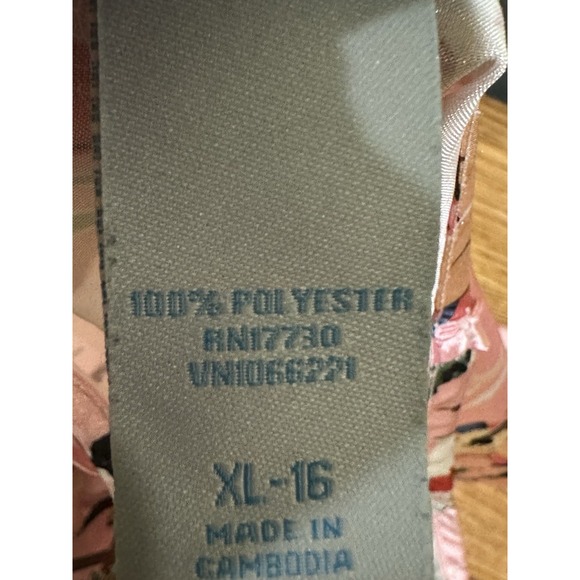 100% POLYESTER
RN17730
VN1066221
XL-16
MADE IN
CAMBODIA